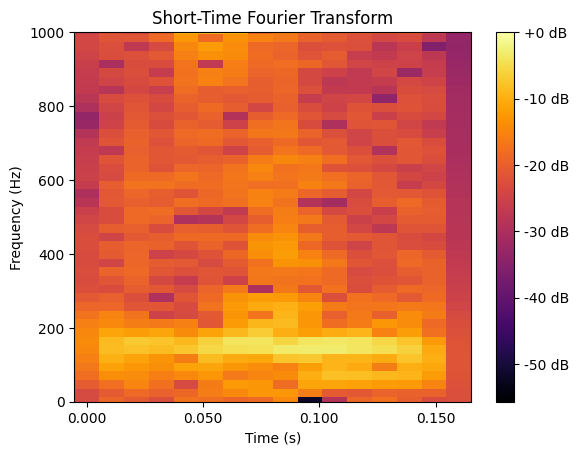 Short-Time Fourier Transform
1000
800
600
400
200
0
Frequency (Hz)
0.000
0.050
0.100
0.150
Time (s)
+0 dB
-10 dB
-20 dB
-30 dB
-40 dB
-50 dB